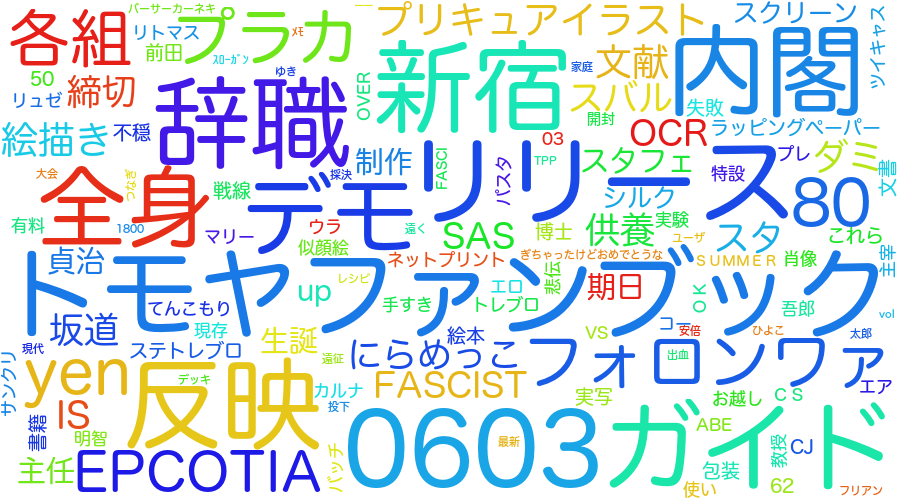 バーサーカーネキ
各組
プラカ
プリキュアイラスト
スクリーン
リトマス
前田
ｽﾛｰｶﾞﾝ
ﾒﾓ
OVER
新宿
家庭
文献
内閣
ツイキャス
50
リュゼ
締切
辞職
ゆき
スバル
開封
失敗
絵描き
不穏
03
OCR
ラッピングペーパー
大会
つなぎ
全身
戦線
探決
制作
FASCI
パスタ
TPP
スタフェ
特設
プレ
ダミ
文書
デモ
リリース
シルク
80
有料
1800
マリー
ウラ
似顔絵
遠く
SAS
博士
供養
実験
スタ
これら
主宰
貞治
トモヤファンブック
ネットプリント
ぎちゃったけどおめでとうな
ユーザ
ＳＵＭＭＥＲ
肖像
てんこもり
up
レシピ
手すき
エロ
トレブロ
悲伝
期日
ＯＫ
吾郎
vol
坂道
現存
生誕
絵本
VS
コー
安倍
ひよこ
太郎
現代
ステトレブロ
遠征
にらめっこ
フォロンワァ
出血
サンクリ
yen
反映
デッキ
カルナ
投下
FASCIST
実写
お越し
ＣＳ
エア
書籍
IS
明智
最新
ABE
教授
CJ
主任
EPCOTIA
バッチ
0603
ガイド
包装
使い
62
フリアン